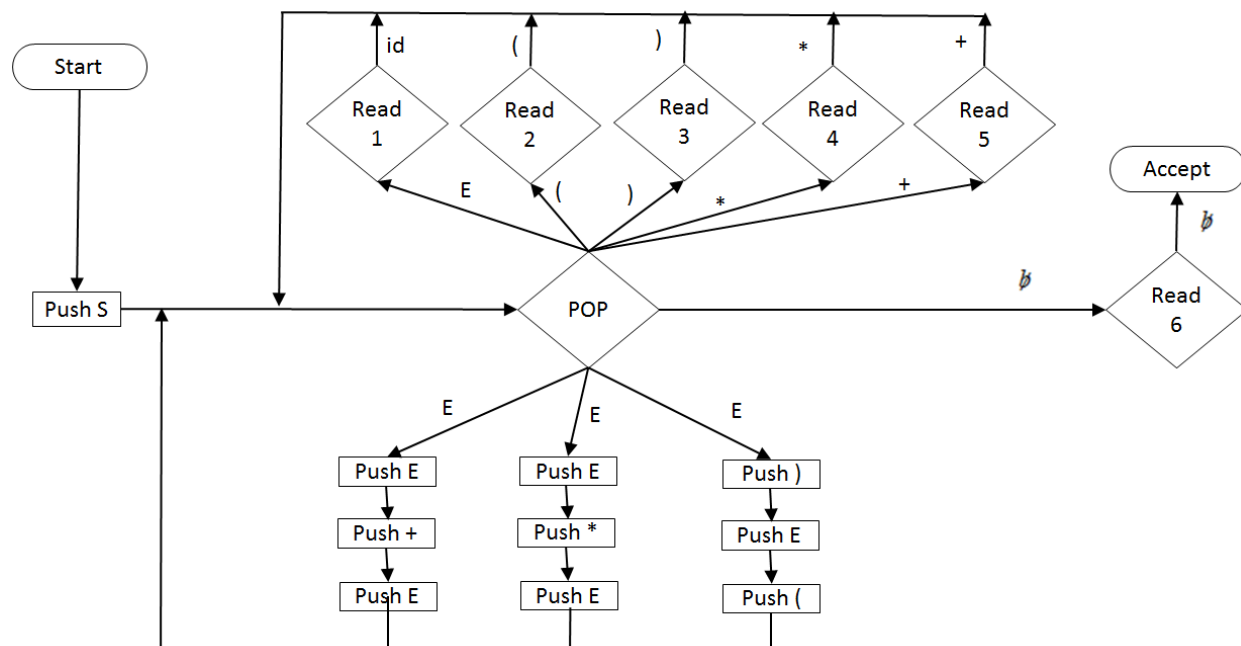 id
(
)
*
+
Start
Read
1
Read
2
Read
3
Read
4
Read
5
Accept
E
(
)
*
+
ƀ
Push S
POP
ƀ
Read
6
E
E
E
Push E
Push E
Push )
Push +
Push *
Push E
Push E
Push E
Push (